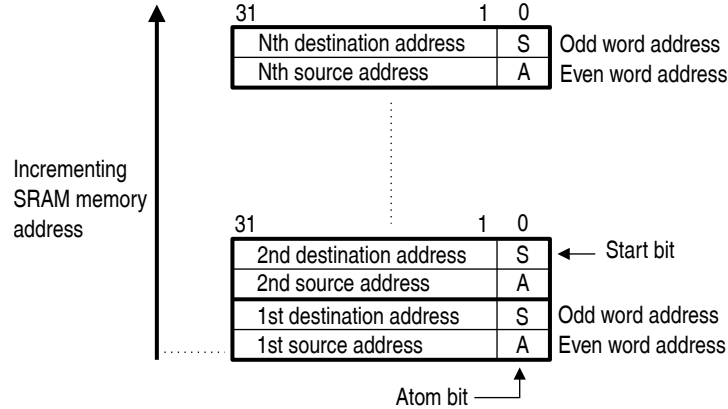 31 1 0
Nth destination address S Odd word address
Nth source address A Even word address
Incrementing
SRAM memory
address
31 1 0
2nd destination address S Start bit
2nd source address A
1st destination address S Odd word address
1st source address A Even word address
Atom bit